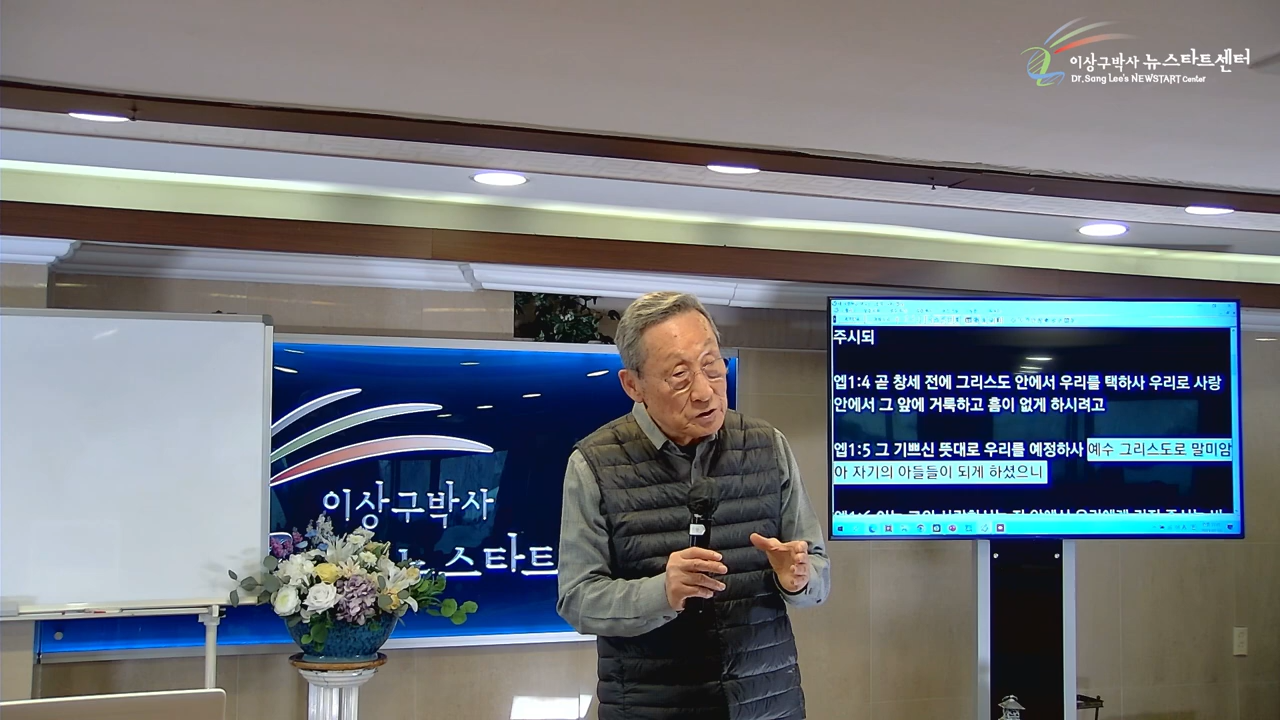 이상구박사 뉴스타트센터
Dr. Sang Lee's NEWSTART Center
이상구박사
뉴스타트
주시되
엡1:4 곧 창세 전에 그리스도 안에서 우리를 택하사 우리로 사랑
안에서 그 앞에 거룩하고 흠이 없게 하시려고
엡1:5 그 기쁘신 뜻대로 우리를 예정하사 예수 그리스도로 말미암
아 자기의 아들들이 되게 하셨으니